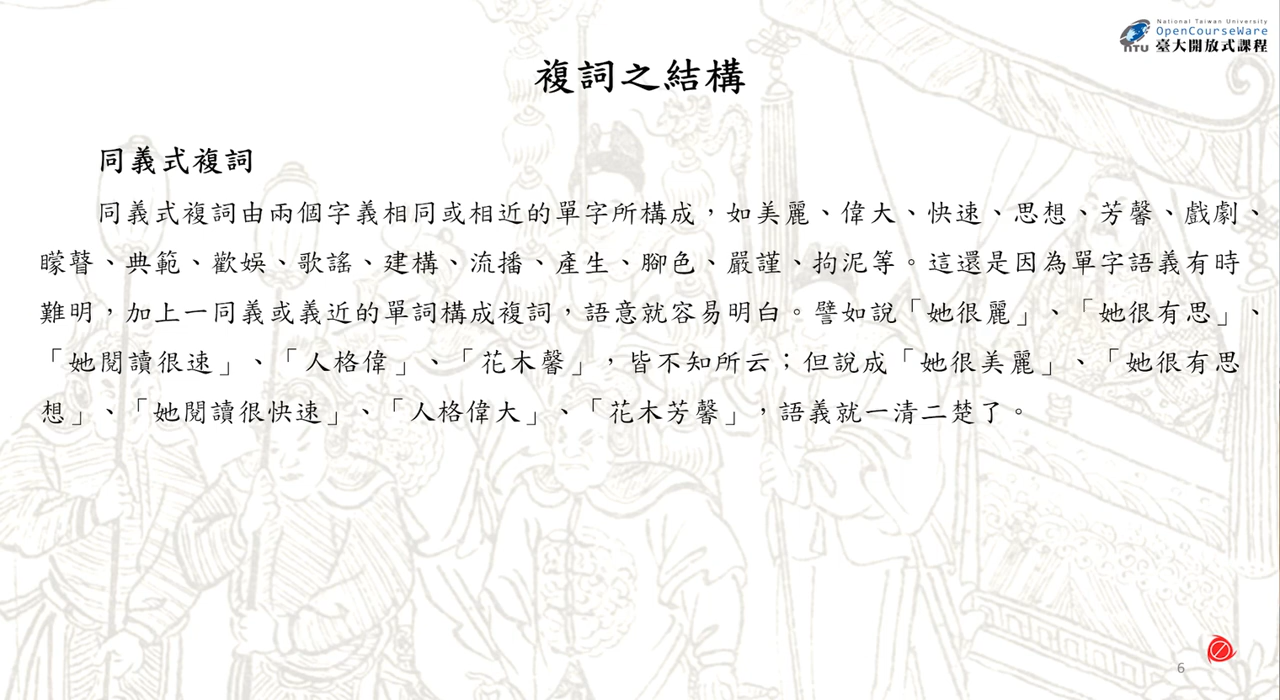 National Taiwan University
OpenCourseWare
NTU 臺大開放式課程
複詞之結構
同義式複詞
同義式複詞由兩個字義相同或相近的單字所構成，如美麗、偉大、快速、思想、芳馨、戲劇、
矇瞽、典範、歡娛、歌謠、建構、流播、產生、腳色、嚴謹、拘泥等。這還是因為單字語義有時
難明，加上一同義或義近的單詞構成複詞，語意就容易明白。譬如說「她很麗」、「她很有思」、
「她閱讀很速」、「人格偉」、「花木馨」，皆不知所云；但說成「她很美麗」、「她很有思
想」、「她閱讀很快速」、「人格偉大」、「花木芳馨」，語義就一清二楚了。
6